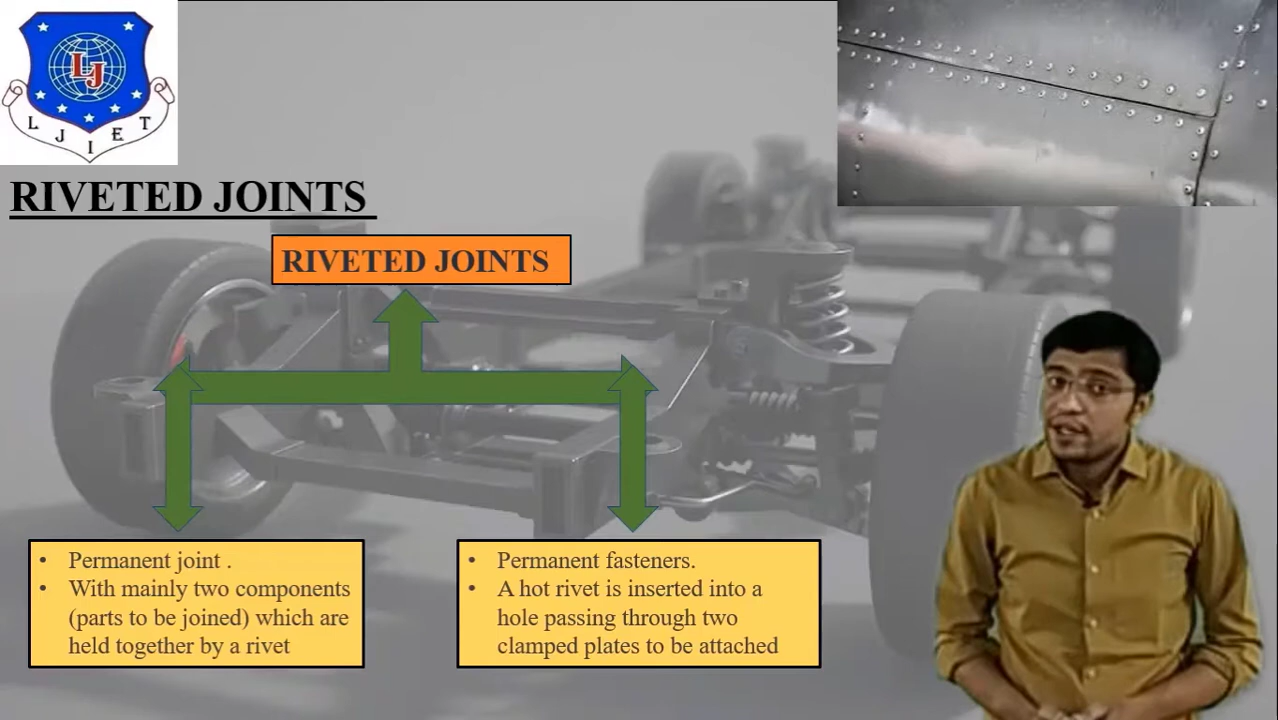 LJ
L J I E T
RIVETED JOINTS
RIVETED JOINTS
• Permanent joint .
• With mainly two components
(parts to be joined) which are
held together by a rivet
• Permanent fasteners.
• A hot rivet is inserted into a
hole passing through two
clamped plates to be attached